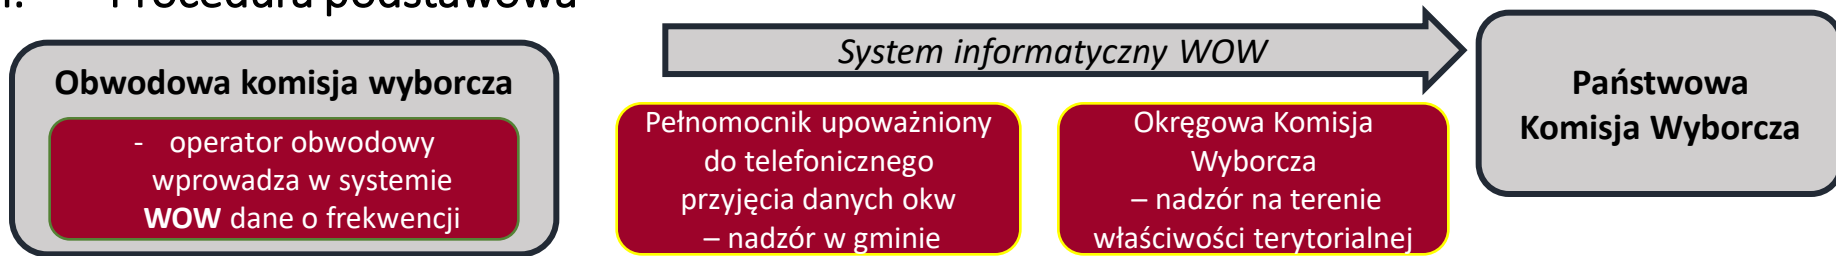 Procedura podstawowa
Obwodowa komisja wyborcza
- operator obwodowy
wprowadza w systemie
WOW dane o frekwencji
System informatyczny WOW
Pełnomocnik upoważniony
do telefonicznego
przyjęcia danych okw
– nadzór w gminie
Okręgowa Komisja
Wyborcza
– nadzór na terenie
właściwości terytorialnej
Państwowa
Komisja Wyborcza